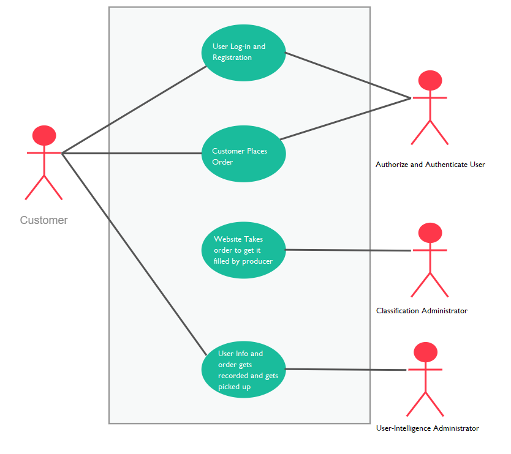 User Log-in and
Registration
Customer Places
Order
Authorize and Authenticate User
Customer
Website Takes
order to get it
filled by producer
Classification Administrator
User Info and
order gets
recorded and gets
picked up
User-Intelligence Administrator